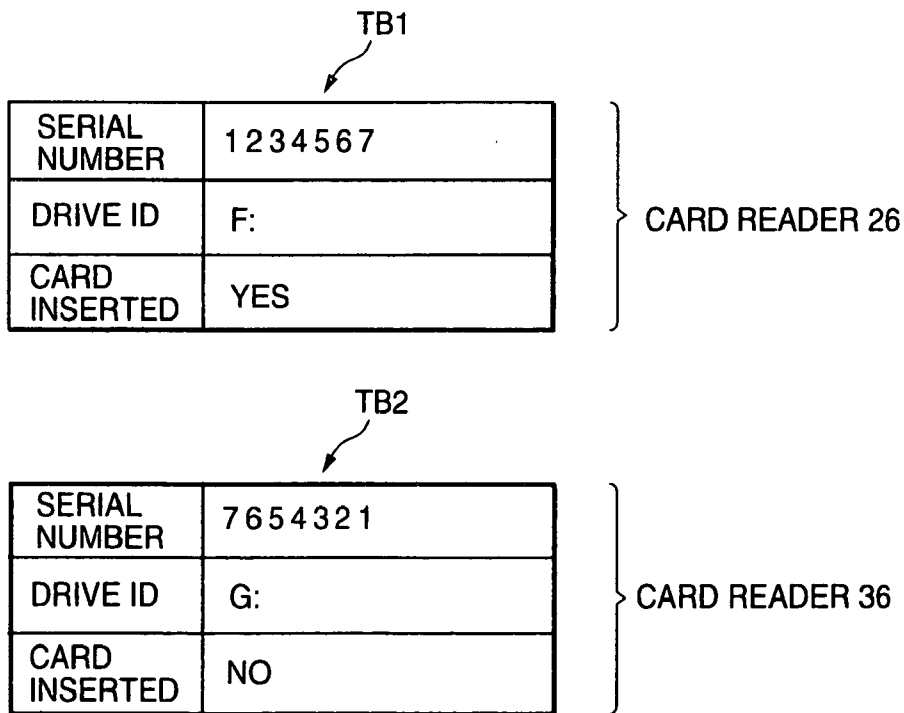 TB1
SERIAL
NUMBER
1234567
DRIVE ID
F:
CARD
INSERTED
YES
CARD READER 26
TB2
SERIAL
NUMBER
7654321
DRIVE ID
G:
CARD
INSERTED
NO
CARD READER 36